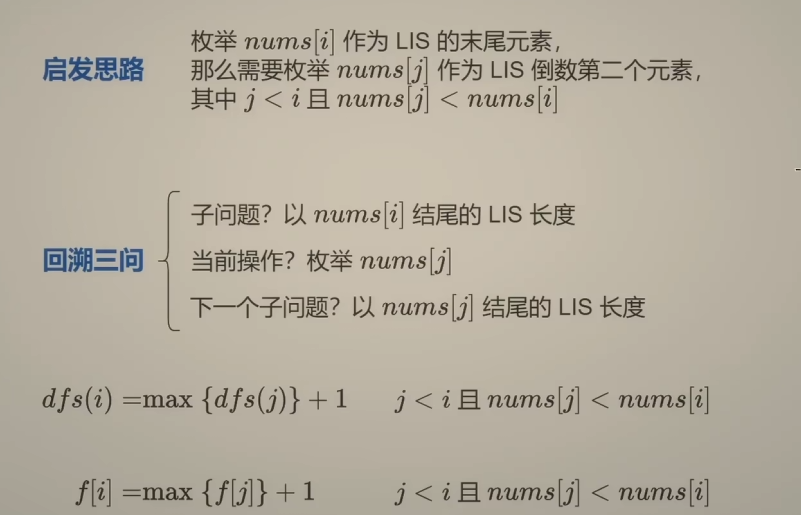 启发思路
枚举 nums[i] 作为 LIS 的末尾元素，
那么需要枚举 nums[j] 作为 LIS 倒数第二个元素，
其中 j < i 且 nums[j] < nums[i]
回溯三问
子问题？以 nums[i] 结尾的 LIS 长度
当前操作？枚举 nums[j]
下一个子问题？以 nums[j] 结尾的 LIS 长度
dfs(i) =max {dfs(j)} + 1 j < i 且 nums[j] < nums[i]
f[i] =max {f[j]} + 1 j < i 且 nums[j] < nums[i]